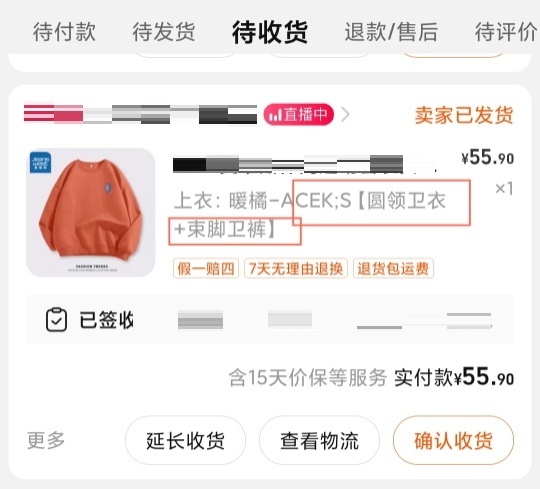 待付款 待发货 待收货 退款/售后 待评价
直播中
卖家已发货
¥55.90
上衣: 暖橘-ACEK;S【圆领卫衣
×1
+束脚卫裤】
假一赔四 7天无理由退换 退货包运费
FASHION TRENDS
已签收
含15天价保等服务 实付款¥55.90
更多 延长收货 查看物流 确认收货